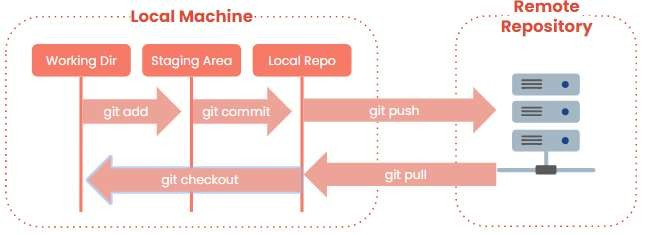 Local Machine
Remote
Repository
Working Dir
Staging Area
Local Repo
git add
git commit
git push
git checkout
git pull